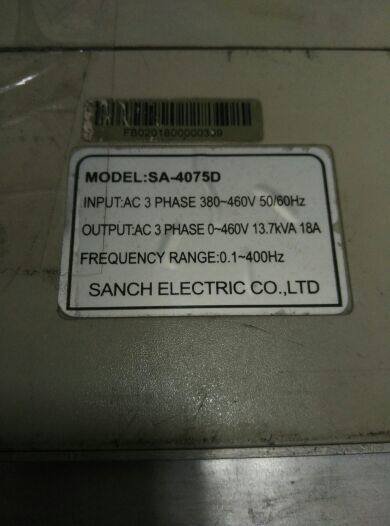 FB0201800000309
MODEL:SA-4075D
INPUT:AC 3 PHASE 380~460V 50/60Hz
OUTPUT:AC 3 PHASE 0~460V 13.7kVA 18A
FREQUENCY RANGE:0.1~400Hz
SANCH ELECTRIC CO.,LTD